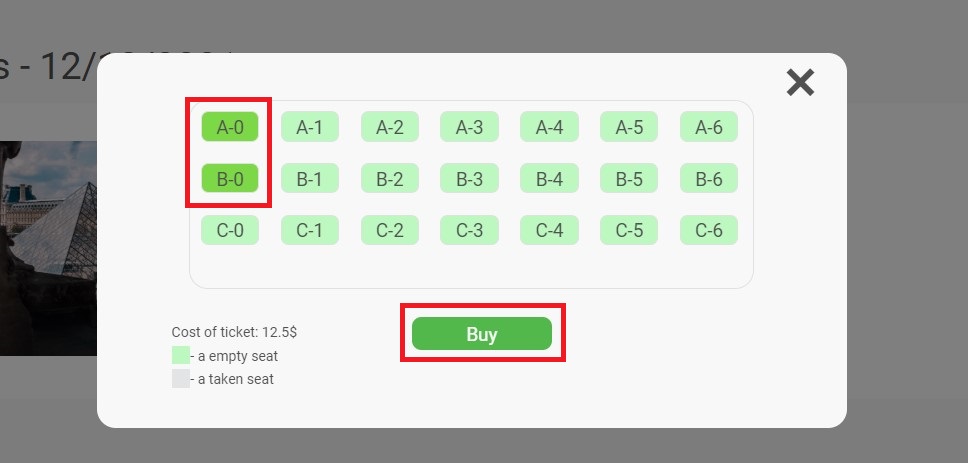 s - 12/
A-0 A-1 A-2 A-3 A-4 A-5 A-6
B-0 B-1 B-2 B-3 B-4 B-5 B-6
C-0 C-1 C-2 C-3 C-4 C-5 C-6
Cost of ticket: 12.5$
Buy
- a empty seat
- a taken seat